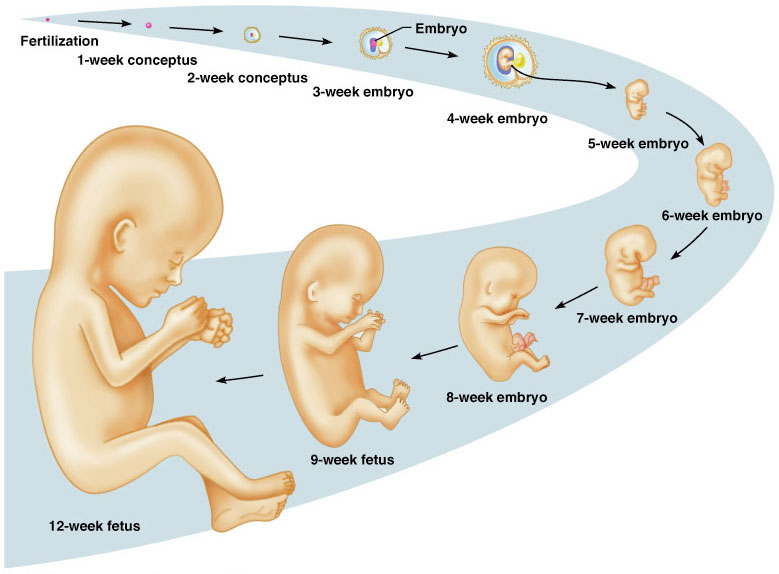 Fertilization
1-week conceptus
2-week conceptus
3-week embryo
Embryo
4-week embryo
5-week embryo
6-week embryo
7-week embryo
8-week embryo
9-week fetus
12-week fetus